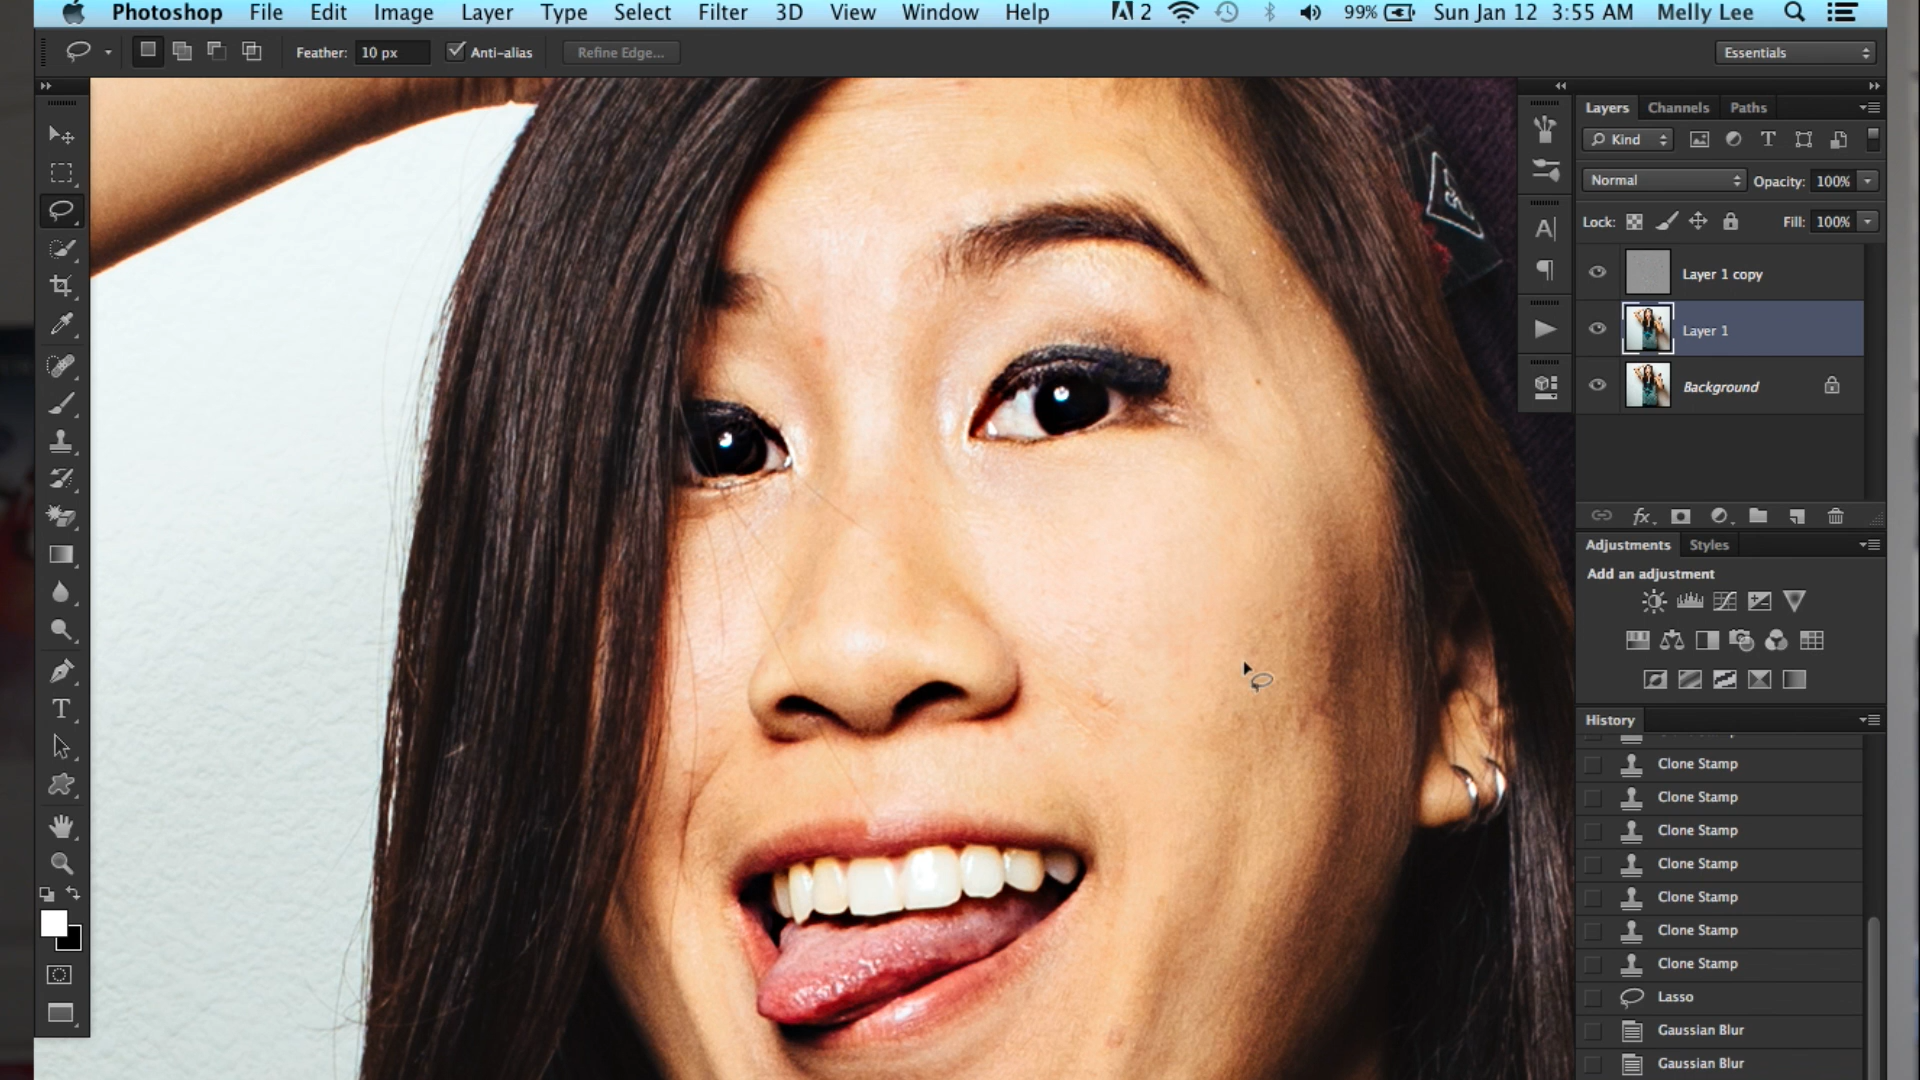 Photoshop File Edit Image Layer Type Select Filter 3D View Window Help 2 99% Sun Jan 12 3:55 AM Melly Lee
Feather: 10 px Anti-alias Refine Edge... Essentials
Layers Channels Paths
Kind
Normal Opacity: 100%
Lock: Fill: 100%
Layer 1 copy
Layer 1
Background
Adjustments Styles
Add an adjustment
History
Clone Stamp
Clone Stamp
Clone Stamp
Clone Stamp
Clone Stamp
Clone Stamp
Clone Stamp
Lasso
Gaussian Blur
Gaussian Blur